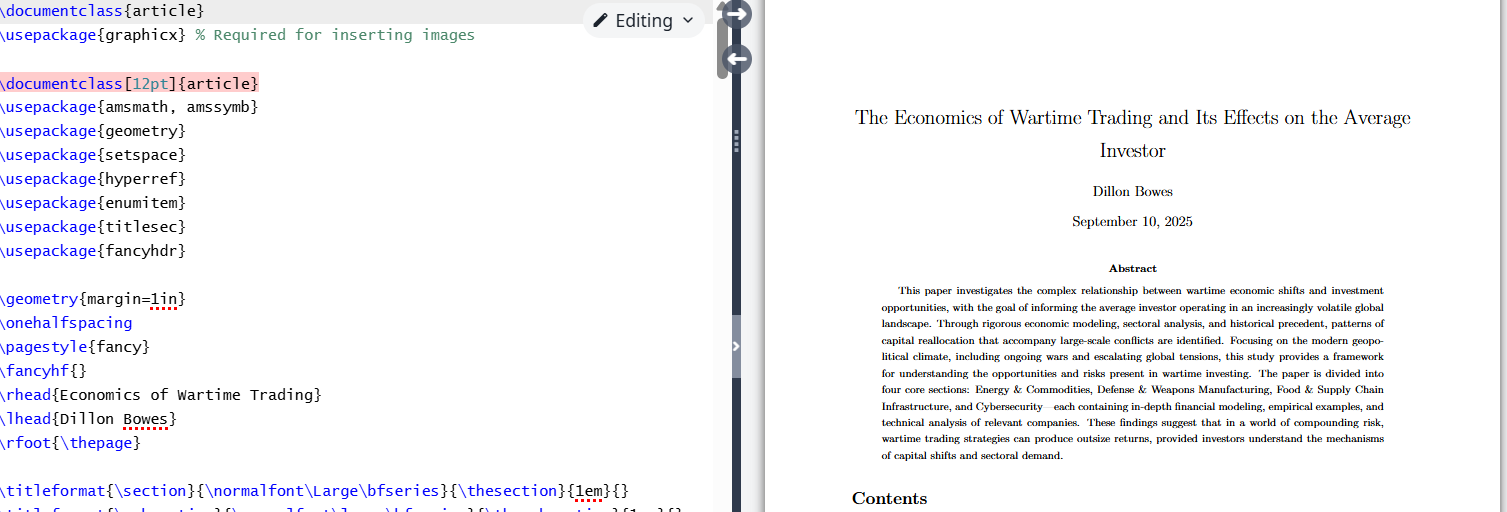 \documentclass{article}
\usepackage{graphicx} % Required for inserting images
\documentclass[12pt]{article}
\usepackage{amsmath, amssymb}
\usepackage{geometry}
\usepackage{setspace}
\usepackage{hyperref}
\usepackage{enumitem}
\usepackage{titlesec}
\usepackage{fancyhdr}
\geometry{margin=1in}
\onehalfspacing
\pagestyle{fancy}
\fancyhf{}
\rhead{Economics of Wartime Trading}
\lhead{Dillon Bowes}
\rfoot{\thepage}
\titleformat{\section}{\normalfont\Large\bfseries}{\thesection}{1em}{}
Editing
The Economics of Wartime Trading and Its Effects on the Average
Investor
Dillon Bowes
September 10, 2025
Abstract
This paper investigates the complex relationship between wartime economic shifts and investment
opportunities, with the goal of informing the average investor operating in an increasingly volatile global
landscape. Through rigorous economic modeling, sectoral analysis, and historical precedent, patterns of
capital reallocation that accompany large-scale conflicts are identified. Focusing on the modern geopo-
litical climate, including ongoing wars and escalating global tensions, this study provides a framework
for understanding the opportunities and risks present in wartime investing. The paper is divided into
four core sections: Energy & Commodities, Defense & Weapons Manufacturing, Food & Supply Chain
Infrastructure, and Cybersecurity—each containing in-depth financial modeling, empirical examples, and
technical analysis of relevant companies. These findings suggest that in a world of compounding risk,
wartime trading strategies can produce outsize returns, provided investors understand the mechanisms
of capital shifts and sectoral demand.
Contents